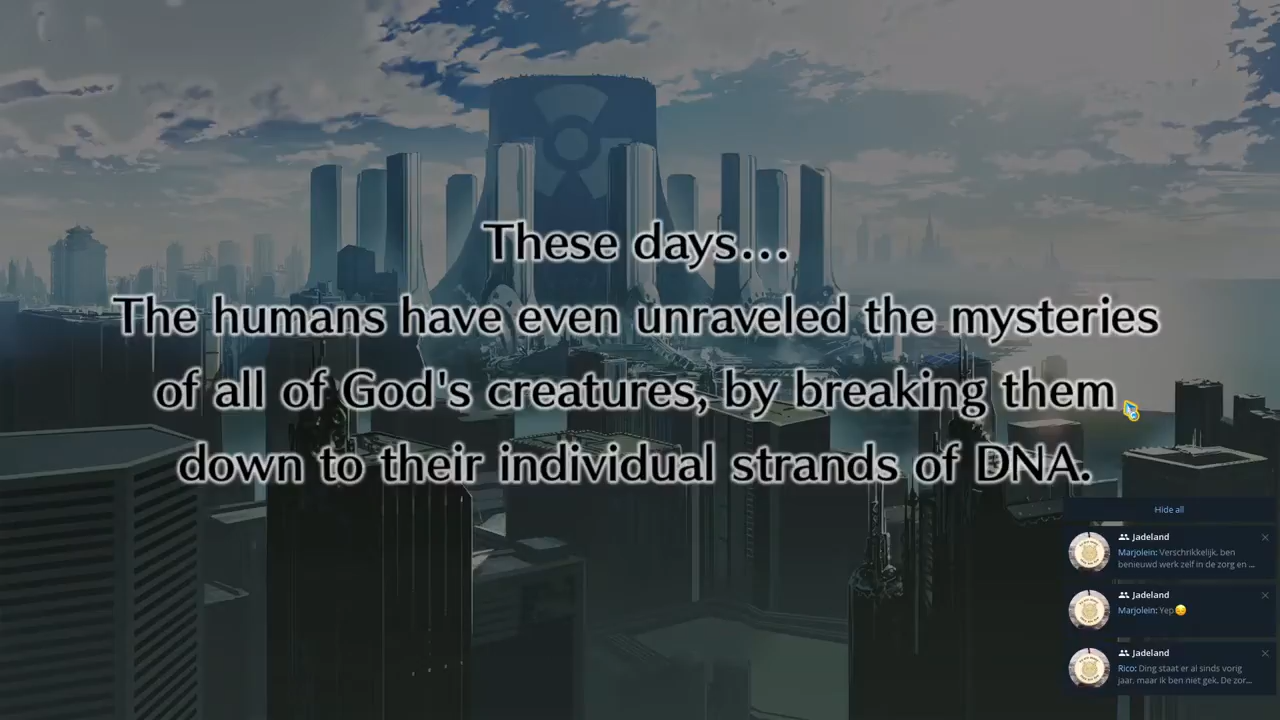 These days...
The humans have even unraveled the mysteries
of all of God's creatures, by breaking them
down to their individual strands of DNA.
Hide all
Jadeland
Marjolein: Verschrikkelijk, ben
benieuwd werk zelf in de zorg en ...
Jadeland
Marjolein: Yep😔
Jadeland
Rico: Ding staat er al sinds vorig
jaar, maar ik ben niet gek. De zor...